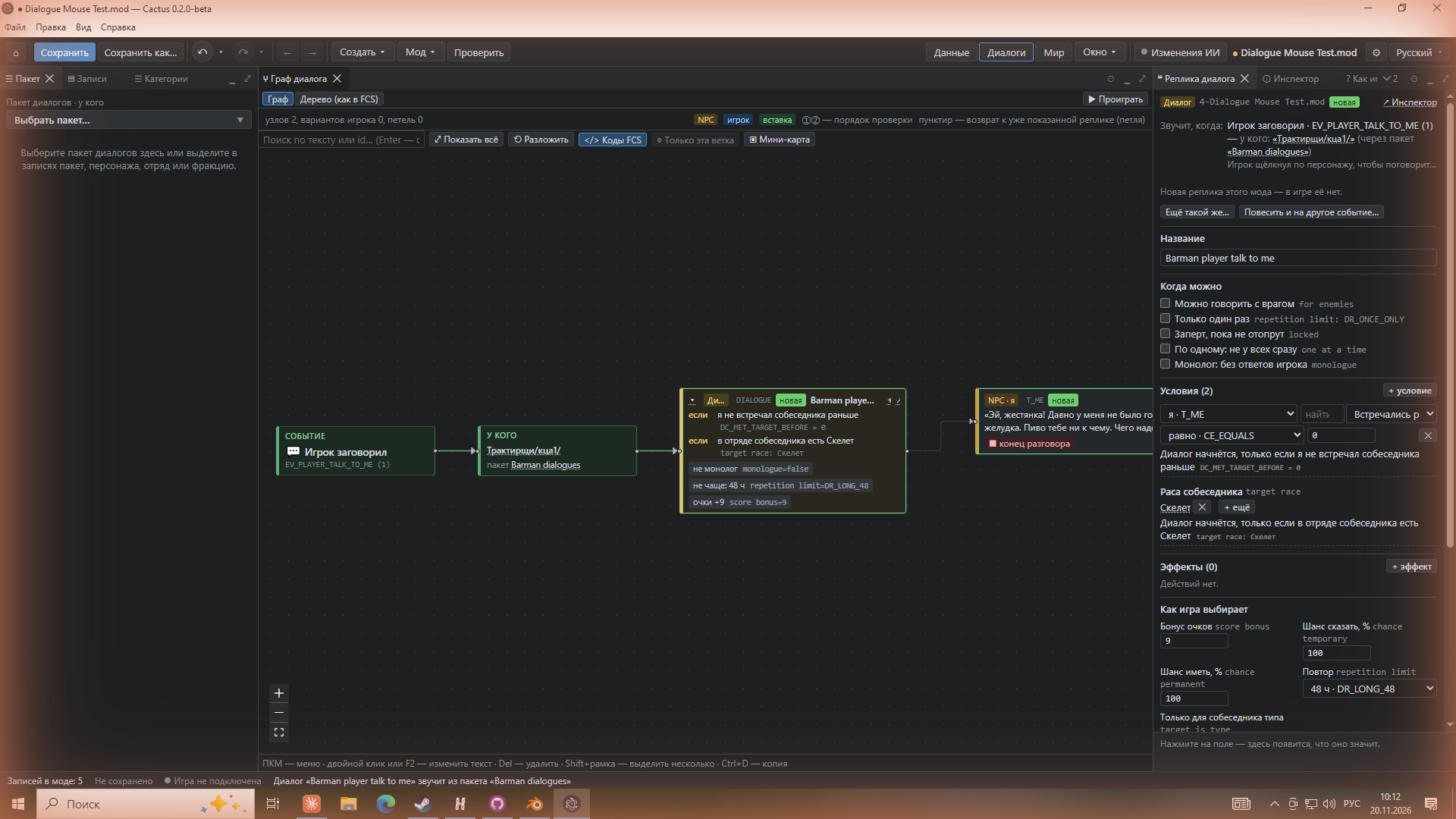 ● Dialogue Mouse Test.mod — Cactus 0.2.0-beta
Файл Правка Вид Справка
Сохранить Сохранить как... Создать Мод Проверить Данные Диалоги Мир Окно Изменения ИИ ● Dialogue Mouse Test.mod Русский
Пакет Записи Категории
Пакет диалогов · у кого
Выбрать пакет...
Выберите пакет диалогов здесь или выделите в
записях пакет, персонажа, отряд или фракцию.
Граф диалога
Граф Дерево (как в FCS) Проиграть
узлов 2, вариантов игрока 0, петель 0 NPC игрок вставка ①② — порядок проверки пунктир — возврат к уже показанной реплике (петля)
Поиск по тексту или id... (Enter — с Показать всё Разложить </> Коды FCS Только эта ветка Мини-карта
СОБЫТИЕ
Игрок заговорил
EV_PLAYER_TALK_TO_ME (1)
У КОГО
Трактирщи/кца1/
пакет Barman dialogues
Ди... DIALOGUE новая Barman playe...
если я не встречал собеседника раньше
DC_MET_TARGET_BEFORE = 0
если в отряде собеседника есть Скелет
target race: Скелет
не монолог monologue=false
не чаще: 48 ч repetition limit=DR_LONG_48
очки +9 score bonus=9
NPC · я T_ME новая
«Эй, жестянка! Давно у меня не было го
желудка. Пиво тебе ни к чему. Чего над
конец разговора
+
−
ПКМ — меню · двойной клик или F2 — изменить текст · Del — удалить · Shift+рамка — выделить несколько · Ctrl+D — копия
Реплика диалога Инспектор ? Как и 2
Диалог 4-Dialogue Mouse Test.mod новая Инспектор
Звучит, когда: Игрок заговорил · EV_PLAYER_TALK_TO_ME (1)
— у кого: «Трактирщи/кца1/» (через пакет
«Barman dialogues»)
Игрок щёлкнул по персонажу, чтобы поговорит...
Новая реплика этого мода — в игре её нет.
Ещё такой же... Повесить и на другое событие...
Название
Barman player talk to me
Когда можно
Можно говорить с врагом for enemies
Только один раз repetition limit: DR_ONCE_ONLY
Заперт, пока не отопрут locked
По одному: не у всех сразу one at a time
Монолог: без ответов игрока monologue
Условия (2) + условие
я · T_ME найти Встречались р
равно · CE_EQUALS 0
Диалог начнётся, только если я не встречал собеседника
раньше DC_MET_TARGET_BEFORE = 0
Раса собеседника target race
Скелет + ещё
Диалог начнётся, только если в отряде собеседника есть
Скелет target race: Скелет
Эффекты (0) + эффект
Действий нет.
Как игра выбирает
Бонус очков score bonus
9
Шанс сказать, % chance
temporary
100
Шанс иметь, % chance
permanent
100
Повтор repetition limit
48 ч · DR_LONG_48
Только для собеседника типа
target is type
Нажмите на поле — здесь появится, что оно значит.
Записей в моде: 5 Не сохранено Игра не подключена Диалог «Barman player talk to me» звучит из пакета «Barman dialogues»
Поиск РУС 10:12
20.11.2026